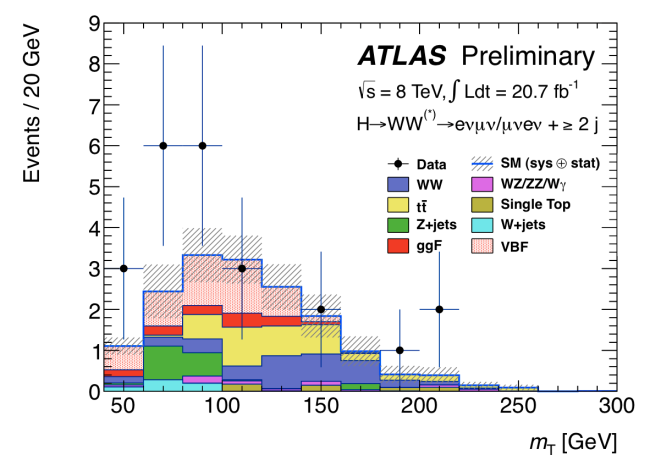 ATLAS Preliminary
√s = 8 TeV, ∫ Ldt = 20.7 fb⁻¹
H→WW⁽*⁾→eνμν/μνeν + ≥ 2 j
Data
SM (sys ⊕ stat)
WW
WZ/ZZ/Wγ
tt̄
Single Top
Z+jets
W+jets
ggF
VBF
Events / 20 GeV
9
8
7
6
5
4
3
2
1
0
50 100 150 200 250 300
m_T [GeV]